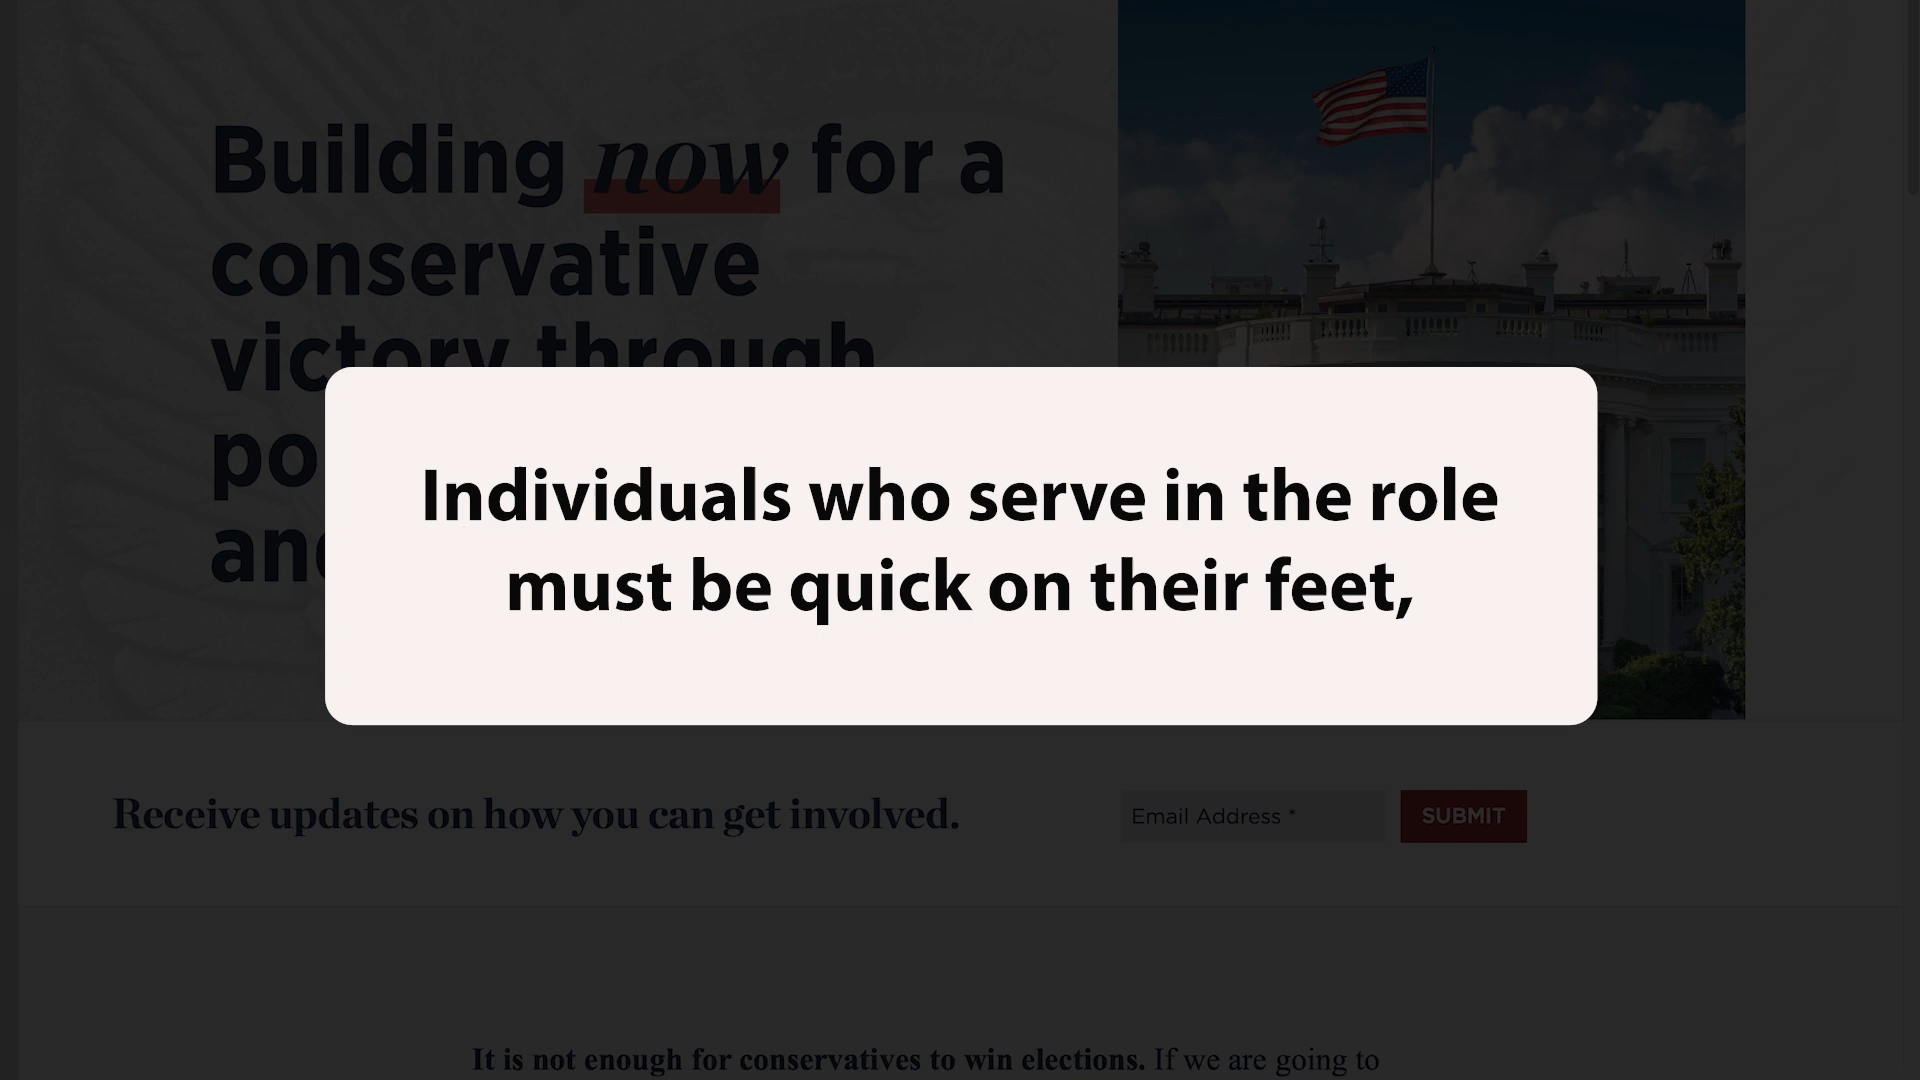 Building now for a
conservative
victory through
po
and
Individuals who serve in the role
must be quick on their feet,
Receive updates on how you can get involved.
Email Address *
SUBMIT
It is not enough for conservatives to win elections. If we are going to